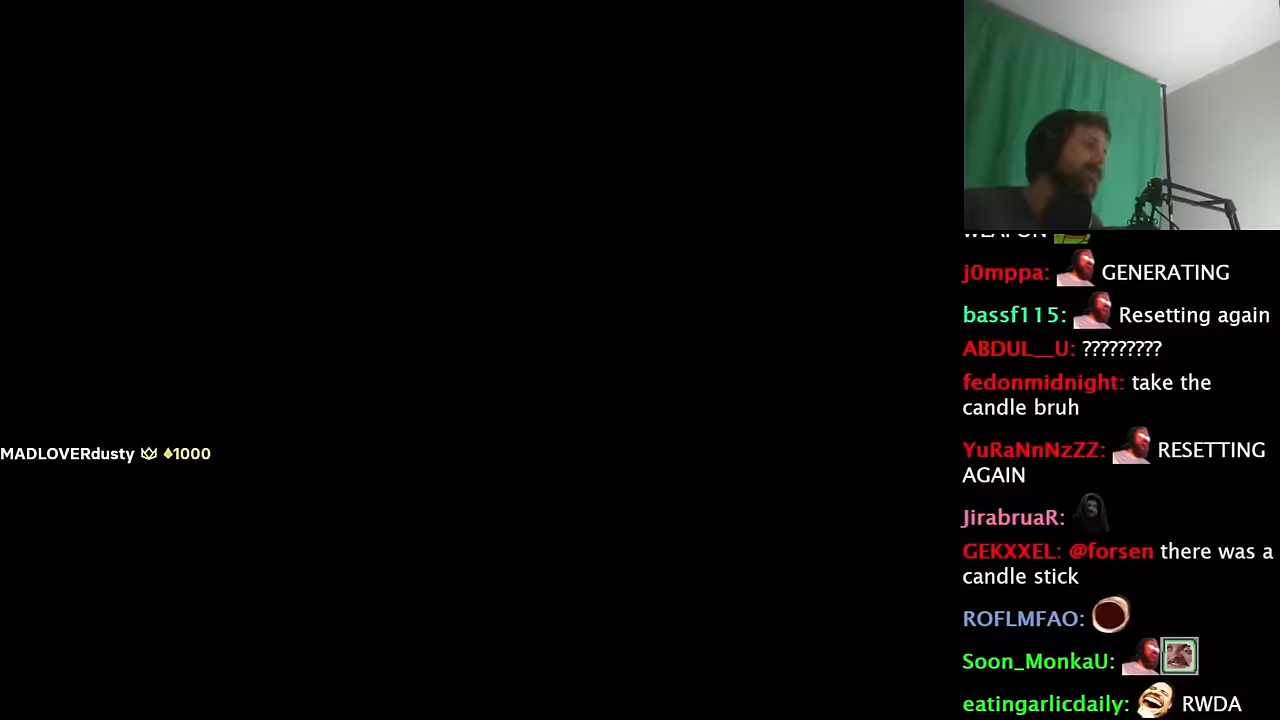 WEAPON
j0mppa: GENERATING
bassf115: Resetting again
ABDUL__U: ?????????
fedonmidnight: take the
candle bruh
MADLOVERdusty 1000
YuRaNnNzZZ: RESETTING
AGAIN
JirabruaR:
GEKXXEL: @forsen there was a
candle stick
ROFLMFAO:
Soon_MonkaU:
eatingarlicdaily: RWDA